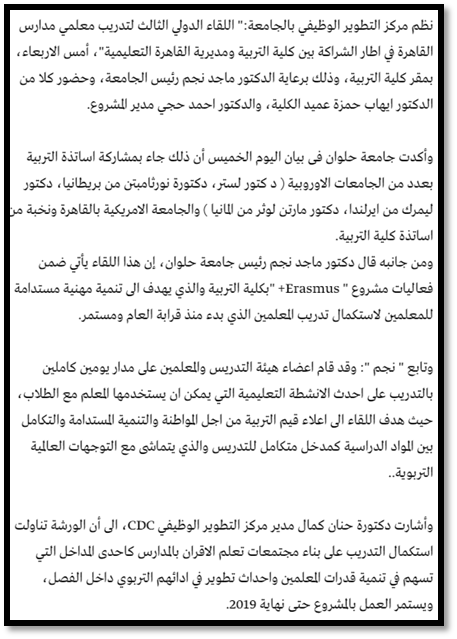 نظم مركز التطوير الوظيفي بالجامعة:" اللقاء الدولي الثالث لتدريب معلمي مدارس
القاهرة في اطار الشراكة بين كلية التربية ومديرية القاهرة التعليمية"، أمس الاربعاء،
بمقر كلية التربية، وذلك برعاية الدكتور ماجد نجم رئيس الجامعة، وحضور كلا من
الدكتور ايهاب حمزة عميد الكلية، والدكتور احمد حجي مدير المشروع.
وأكدت جامعة حلوان فى بيان اليوم الخميس أن ذلك جاء بمشاركة اساتذة التربية
بعدد من الجامعات الاوروبية ( د كتور لستر، دكتورة نورثامبتن من بريطانيا، دكتور
ليمرك من ايرلندا، دكتور مارتن لوثر من المانيا ) والجامعة الامريكية بالقاهرة ونخبة من
اساتذة كلية التربية.
ومن جانبه قال دكتور ماجد نجم رئيس جامعة حلوان، إن هذا اللقاء يأتي ضمن
فعاليات مشروع " Erasmus+ "بكلية التربية والذي يهدف الى تنمية مهنية مستدامة
للمعلمين لاستكمال تدريب المعلمين الذي بدء منذ قرابة العام ومستمر.
وتابع " نجم ": وقد قام اعضاء هيئة التدريس والمعلمين على مدار يومين كاملين
بالتدريب على احدث الانشطة التعليمية التي يمكن ان يستخدمها المعلم مع الطلاب،
حيث هدف اللقاء الى اعلاء قيم التربية من اجل المواطنة والتنمية المستدامة والتكامل
بين المواد الدراسية كمدخل متكامل للتدريس والذي يتماشى مع التوجهات العالمية
التربوية..
وأشارت دكتورة حنان كمال مدير مركز التطوير الوظيفي CDC، الى أن الورشة تناولت
استكمال التدريب على بناء مجتمعات تعلم الاقران بالمدارس كاحدى المداخل التي
تسهم في تنمية قدرات المعلمين واحداث تطوير في ادائهم التربوي داخل الفصل،
ويستمر العمل بالمشروع حتى نهاية 2019.